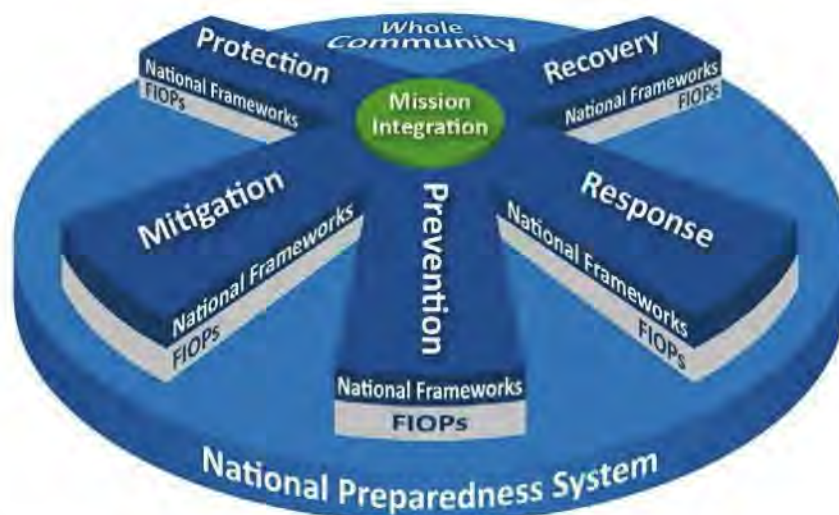 Whole
Community
Protection
National Frameworks
FIOPs
Recovery
National Frameworks
FIOPs
Mission
Integration
Mitigation
National Frameworks
FIOPs
Prevention
National Frameworks
FIOPs
Response
National Frameworks
FIOPs
National Preparedness System